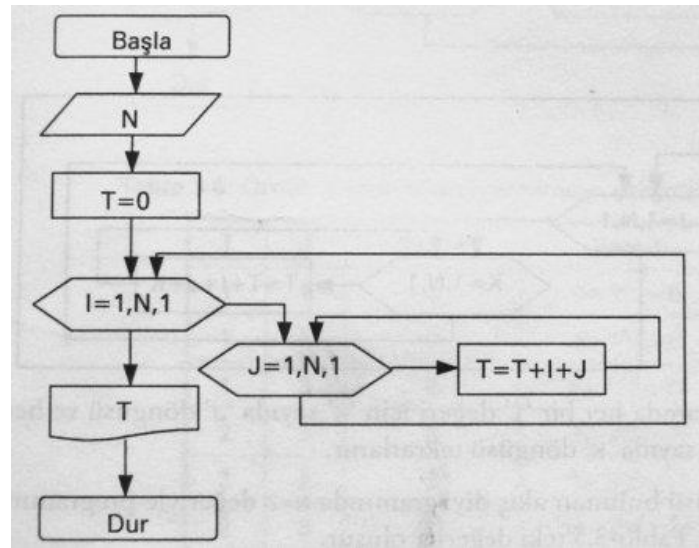 Başla
N
T=0
I=1,N,1
J=1,N,1
T=T+I+J
T
Dur